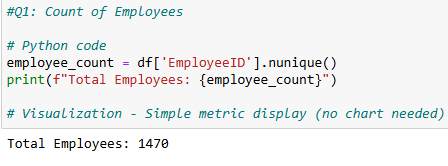 #Q1: Count of Employees
# Python code
employee_count = df['EmployeeID'].nunique()
print(f"Total Employees: {employee_count}")
# Visualization - Simple metric display (no chart needed)
Total Employees: 1470